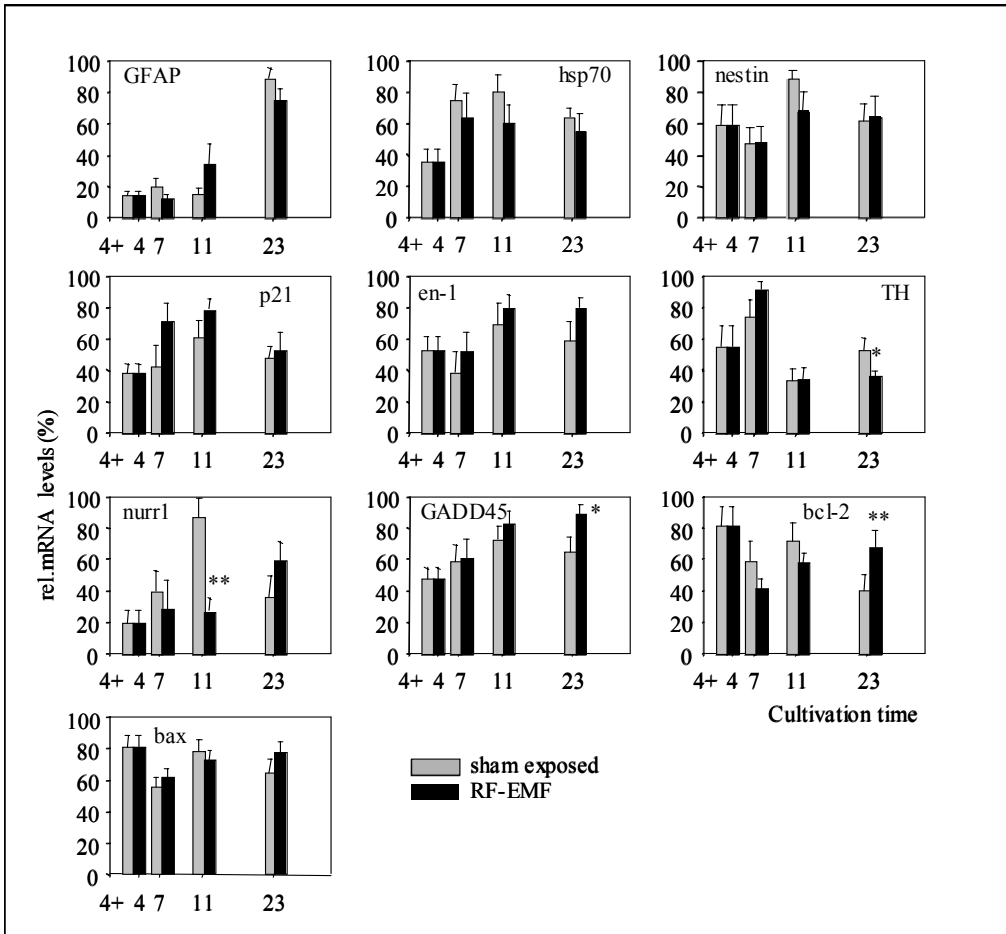 100
80
60
40
20
0
GFAP
4+ 4 7 11 23
100
80
60
40
20
0
hsp70
4+ 4 7 11 23
100
80
60
40
20
0
nestin
4+ 4 7 11 23
100
80
60
40
20
0
p21
4+ 4 7 11 23
100
80
60
40
20
0
en-1
4+ 4 7 11 23
100
80
60
40
20
0
TH
*
4+ 4 7 11 23
rel.mRNA levels (%)
100
80
60
40
20
0
nurr1
**
4+ 4 7 11 23
100
80
60
40
20
0
GADD45
*
4+ 4 7 11 23
100
80
60
40
20
0
bcl-2
**
4+ 4 7 11 23
Cultivation time
100
80
60
40
20
0
bax
4+ 4 7 11 23
sham exposed
RF-EMF